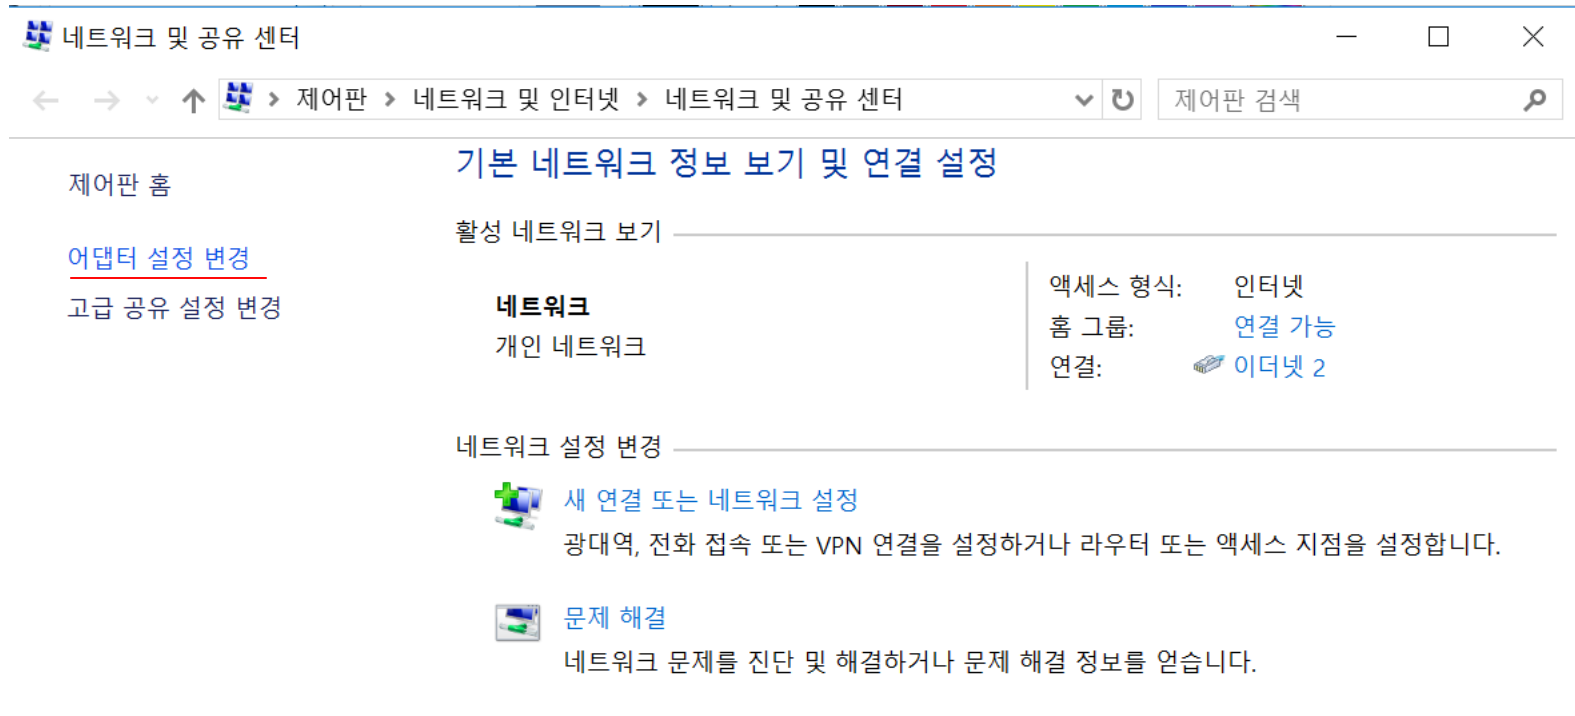 네트워크 및 공유 센터
제어판 > 네트워크 및 인터넷 > 네트워크 및 공유 센터
제어판 검색
제어판 홈
어댑터 설정 변경
고급 공유 설정 변경
기본 네트워크 정보 보기 및 연결 설정
활성 네트워크 보기
네트워크
개인 네트워크
액세스 형식: 인터넷
홈 그룹: 연결 가능
연결: 이더넷 2
네트워크 설정 변경
새 연결 또는 네트워크 설정
광대역, 전화 접속 또는 VPN 연결을 설정하거나 라우터 또는 액세스 지점을 설정합니다.
문제 해결
네트워크 문제를 진단 및 해결하거나 문제 해결 정보를 얻습니다.